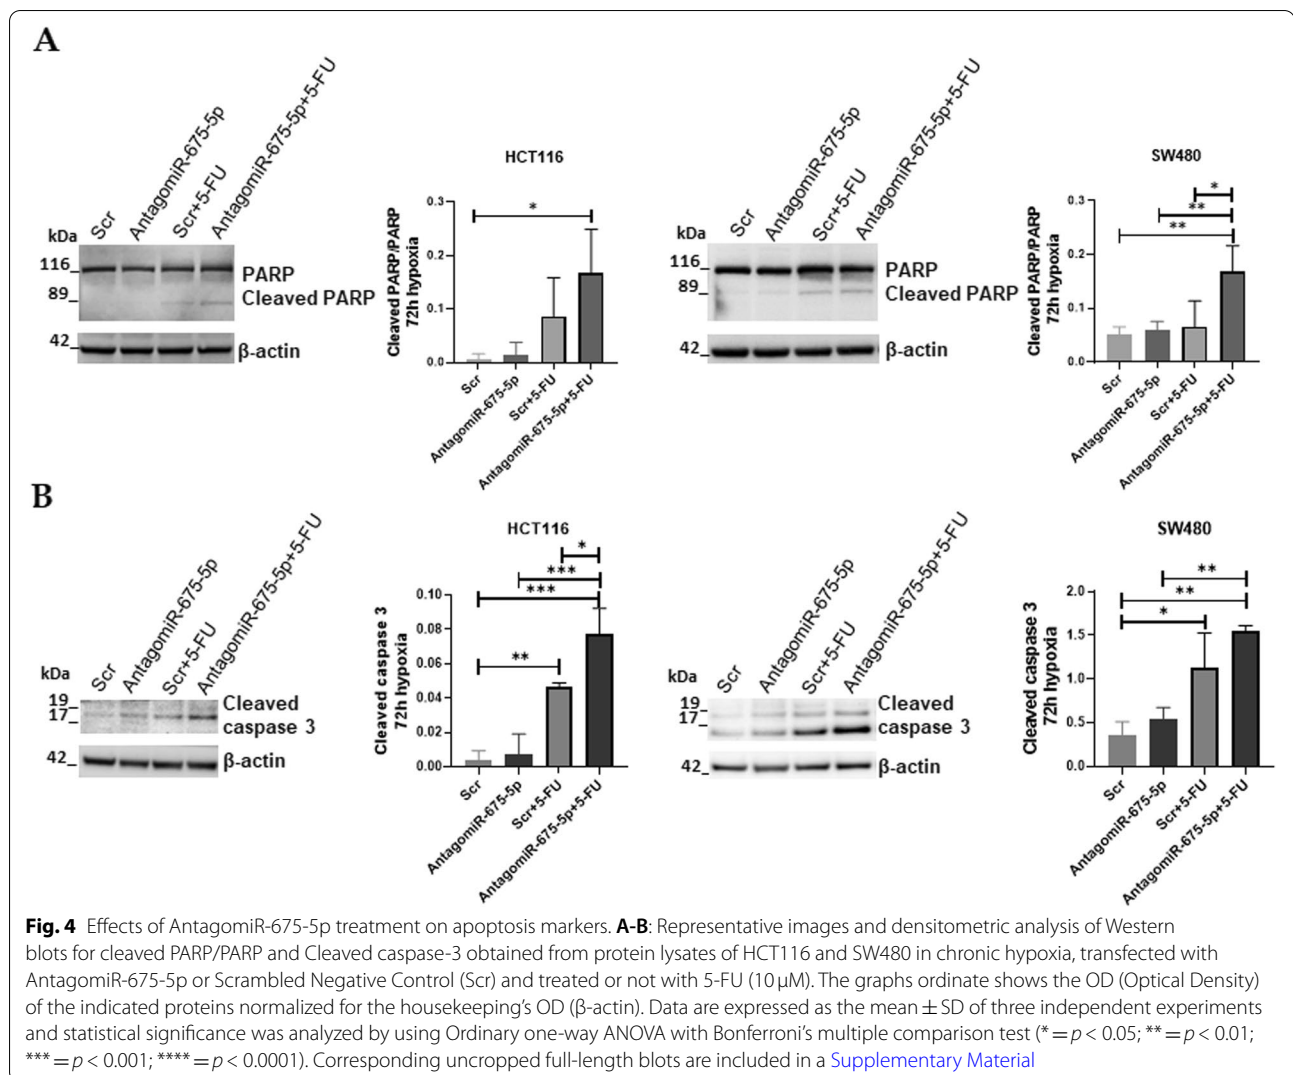 A
Scr
AntagomiR-675-5p
Scr+5-FU
AntagomiR-675-5p+5-FU
kDa
116
89
42
PARP
Cleaved PARP
β-actin
HCT116
Cleaved PARP/PARP
72h hypoxia
0.3
0.2
0.1
0.0
*
Scr
AntagomiR-675-5p
Scr+5-FU
AntagomiR-675-5p+5-FU
Scr
AntagomiR-675-5p
Scr+5-FU
AntagomiR-675-5p+5-FU
kDa
116
89
42
PARP
Cleaved PARP
β-actin
SW480
Cleaved PARP/PARP
72h hypoxia
0.3
0.2
0.1
0.0
*
**
**
Scr
AntagomiR-675-5p
Scr+5-FU
AntagomiR-675-5p+5-FU
B
Scr
AntagomiR-675-5p
Scr+5-FU
AntagomiR-675-5p+5-FU
kDa
19
17
42
Cleaved
caspase 3
β-actin
HCT116
Cleaved caspase 3
72h hypoxia
0.10
0.08
0.06
0.04
0.02
0.00
*
***
***
**
Scr
AntagomiR-675-5p
Scr+5-FU
AntagomiR-675-5p+5-FU
Scr
AntagomiR-675-5p
Scr+5-FU
AntagomiR-675-5p+5-FU
kDa
19
17
42
Cleaved
caspase 3
β-actin
SW480
Cleaved caspase 3
72h hypoxia
2.0
1.5
1.0
0.5
0.0
**
**
*
Scr
AntagomiR-675-5p
Scr+5-FU
AntagomiR-675-5p+5-FU
Fig. 4 Effects of AntagomiR-675-5p treatment on apoptosis markers. A-B: Representative images and densitometric analysis of Western
blots for cleaved PARP/PARP and Cleaved caspase-3 obtained from protein lysates of HCT116 and SW480 in chronic hypoxia, transfected with
AntagomiR-675-5p or Scrambled Negative Control (Scr) and treated or not with 5-FU (10 μM). The graphs ordinate shows the OD (Optical Density)
of the indicated proteins normalized for the housekeeping's OD (β-actin). Data are expressed as the mean ± SD of three independent experiments
and statistical significance was analyzed by using Ordinary one-way ANOVA with Bonferroni's multiple comparison test (* = p < 0.05; ** = p < 0.01;
*** = p < 0.001; **** = p < 0.0001). Corresponding uncropped full-length blots are included in a Supplementary Material